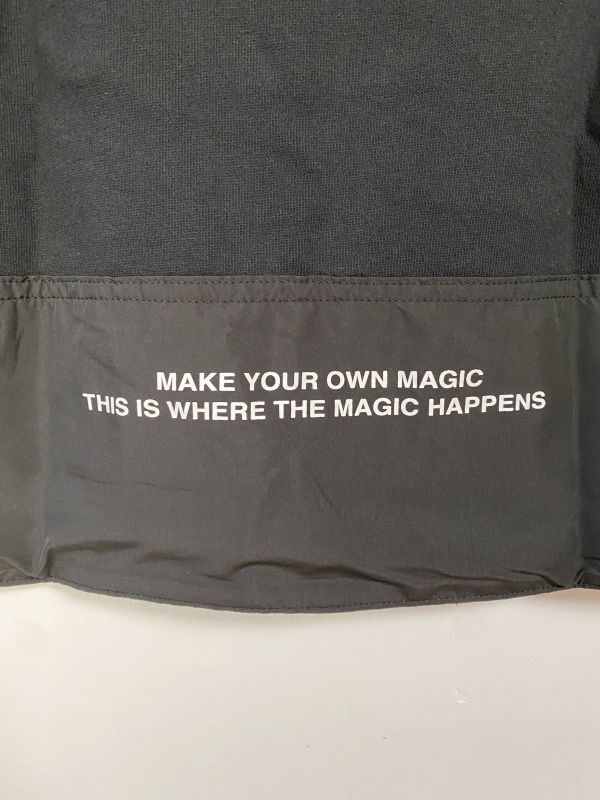 MAKE YOUR OWN MAGIC
THIS IS WHERE THE MAGIC HAPPENS